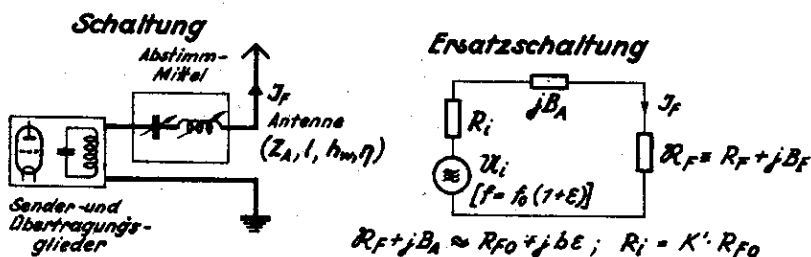 Schaltung
Abstimm-
Mittel
J_F
Antenne
(Z_A, l, h_w, η)
Sender- und
Übertragungs-
glieder
Ersatzschaltung
jB_A
J_F
R_i
𝔘_i
[f = f_0 (1+ε)]
ℜ_F = R_F + jB_F
ℜ_F + jB_A ≈ R_F0 + jbε ; R_i = K'· R_F0